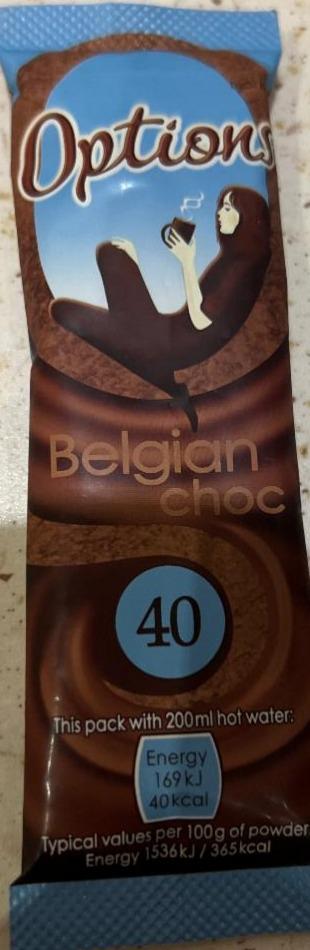 Options
Belgian
choc
40
This pack with 200ml hot water:
Energy
169kJ
40kcal
Typical values per 100g of powder
Energy 1536kJ / 365kcal